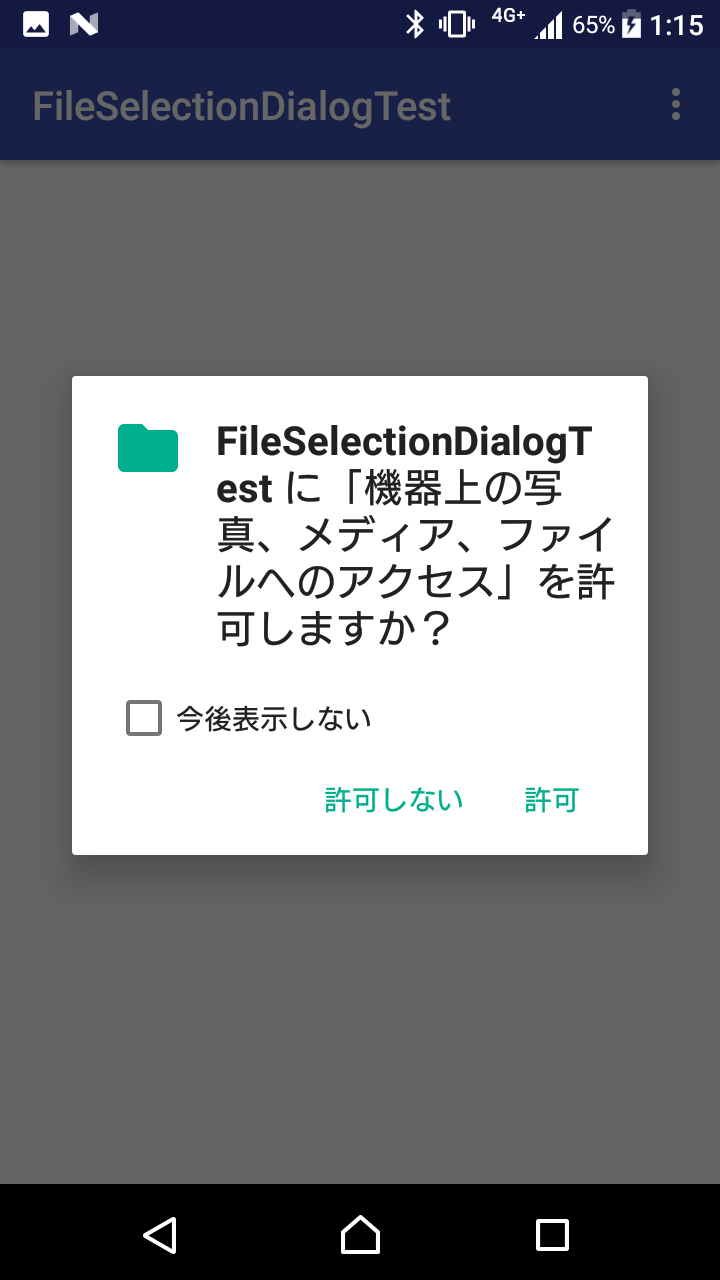 4G+ 65% 1:15
FileSelectionDialogTest
FileSelectionDialogT
est に「機器上の写
真、メディア、ファイ
ルへのアクセス」を許
可しますか？
今後表示しない
許可しない 許可